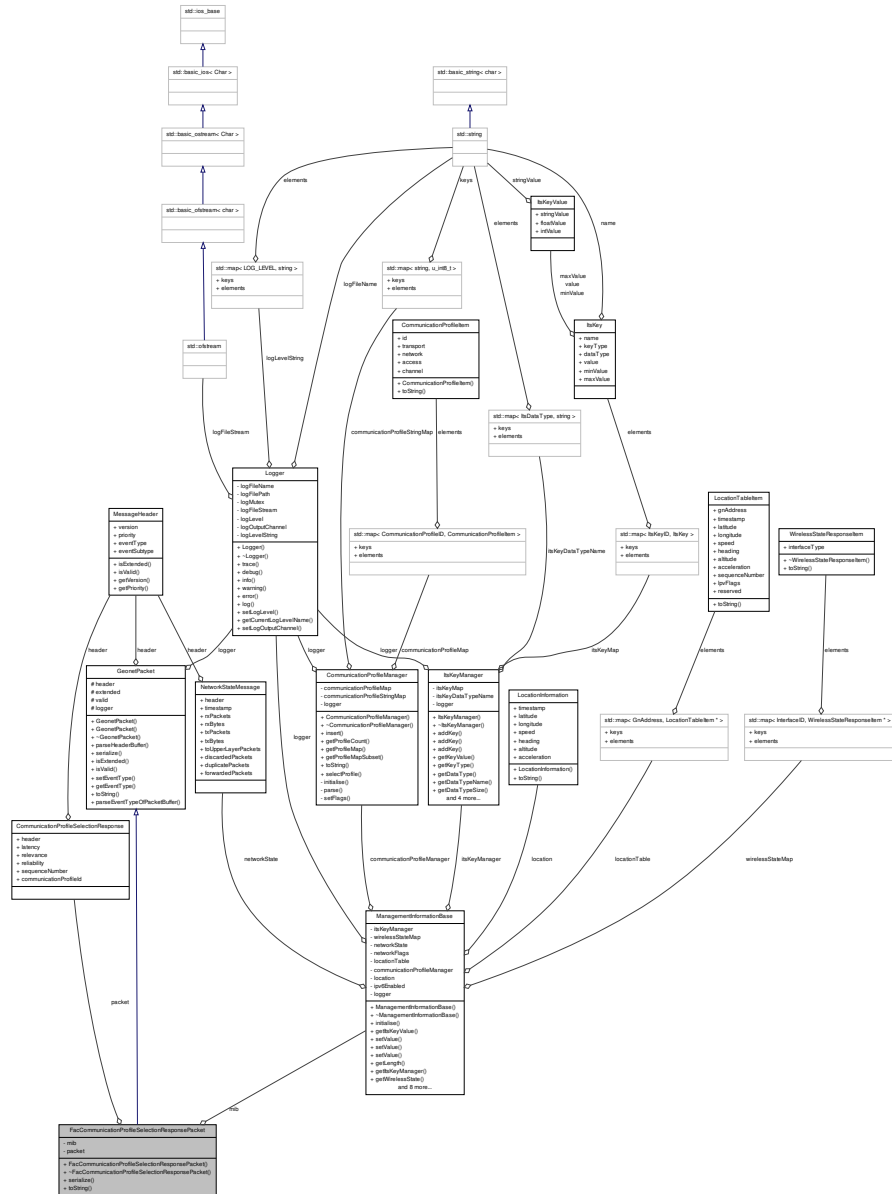 std::ios_base
std::basic_ios< Char >
std::basic_string< char >
std::basic_ostream< Char >
std::string
elements
keys
stringValue
ItsKeyValue
+ stringValue
+ floatValue
+ intValue
std::basic_ofstream< char >
elements
name
std::map< LOG_LEVEL, string >
+ keys
+ elements
std::map< string, u_int8_t >
+ keys
+ elements
logFileName
maxValue
value
minValue
CommunicationProfileItem
+ id
+ transport
+ network
+ access
+ channel
+ CommunicationProfileItem()
+ toString()
ItsKey
+ name
+ keyType
+ dataType
+ value
+ minValue
+ maxValue
std::ofstream
logLevelString
std::map< ItsDataType, string >
+ keys
+ elements
logFileStream
communicationProfileStringMap
elements
elements
Logger
- logFileName
- logFilePath
- logMutex
- logFileStream
- logLevel
- logOutputChannel
- logLevelString
+ Logger()
+ ~Logger()
+ trace()
+ debug()
+ info()
+ warning()
+ error()
+ log()
+ setLogLevel()
+ getCurrentLogLevelName()
+ setLogOutputChannel()
LocationTableItem
+ gnAddress
+ timestamp
+ latitude
+ longitude
+ speed
+ heading
+ altitude
+ acceleration
+ sequenceNumber
+ lpvFlags
+ reserved
+ toString()
MessageHeader
+ version
+ priority
+ eventType
+ eventSubtype
+ isExtended()
+ isValid()
+ getVersion()
+ getPriority()
std::map< CommunicationProfileID, CommunicationProfileItem >
+ keys
+ elements
std::map< ItsKeyID, ItsKey >
+ keys
+ elements
WirelessStateResponseItem
+ interfaceType
+ ~WirelessStateResponseItem()
+ toString()
itsKeyDataTypeName
header
header
header
logger
logger
logger
communicationProfileMap
itsKeyMap
elements
elements
GeonetPacket
# header
# extended
# valid
# logger
+ GeonetPacket()
+ GeonetPacket()
+ ~GeonetPacket()
+ parseHeaderBuffer()
+ serialize()
+ isExtended()
+ isValid()
+ setEventType()
+ getEventType()
+ toString()
+ parseEventTypeOfPacketBuffer()
NetworkStateMessage
+ header
+ timestamp
+ rxPackets
+ rxBytes
+ txPackets
+ txBytes
+ toUpperLayerPackets
+ discardedPackets
+ duplicatePackets
+ forwardedPackets
CommunicationProfileManager
- communicationProfileMap
- communicationProfileStringMap
- logger
+ CommunicationProfileManager()
+ ~CommunicationProfileManager()
+ insert()
+ getProfileCount()
+ getProfileMap()
+ getProfileMapSubset()
+ toString()
+ selectProfile()
- initialise()
- parse()
- setFlags()
ItsKeyManager
- itsKeyMap
- itsKeyDataTypeName
- logger
+ ItsKeyManager()
+ ~ItsKeyManager()
+ addKey()
+ addKey()
+ addKey()
+ getKeyValue()
+ getKeyType()
+ getDataType()
+ getDataTypeName()
+ getDataTypeSize()
and 4 more...
LocationInformation
+ timestamp
+ latitude
+ longitude
+ speed
+ heading
+ altitude
+ acceleration
+ LocationInformation()
+ toString()
std::map< GnAddress, LocationTableItem * >
+ keys
+ elements
std::map< InterfaceID, WirelessStateResponseItem * >
+ keys
+ elements
logger
CommunicationProfileSelectionResponse
+ header
+ latency
+ relevance
+ reliability
+ sequenceNumber
+ communicationProfileId
networkState
communicationProfileManager
itsKeyManager
location
locationTable
wirelessStateMap
ManagementInformationBase
- itsKeyManager
- wirelessStateMap
- networkState
- networkFlags
- locationTable
- communicationProfileManager
- location
- ipv6Enabled
- logger
+ ManagementInformationBase()
+ ~ManagementInformationBase()
+ initialise()
+ getItsKeyValue()
+ setValue()
+ setValue()
+ setValue()
+ getLength()
+ getItsKeyManager()
+ getWirelessState()
and 8 more...
packet
mib
FacCommunicationProfileSelectionResponsePacket
- mib
- packet
+ FacCommunicationProfileSelectionResponsePacket()
+ ~FacCommunicationProfileSelectionResponsePacket()
+ serialize()
+ toString()